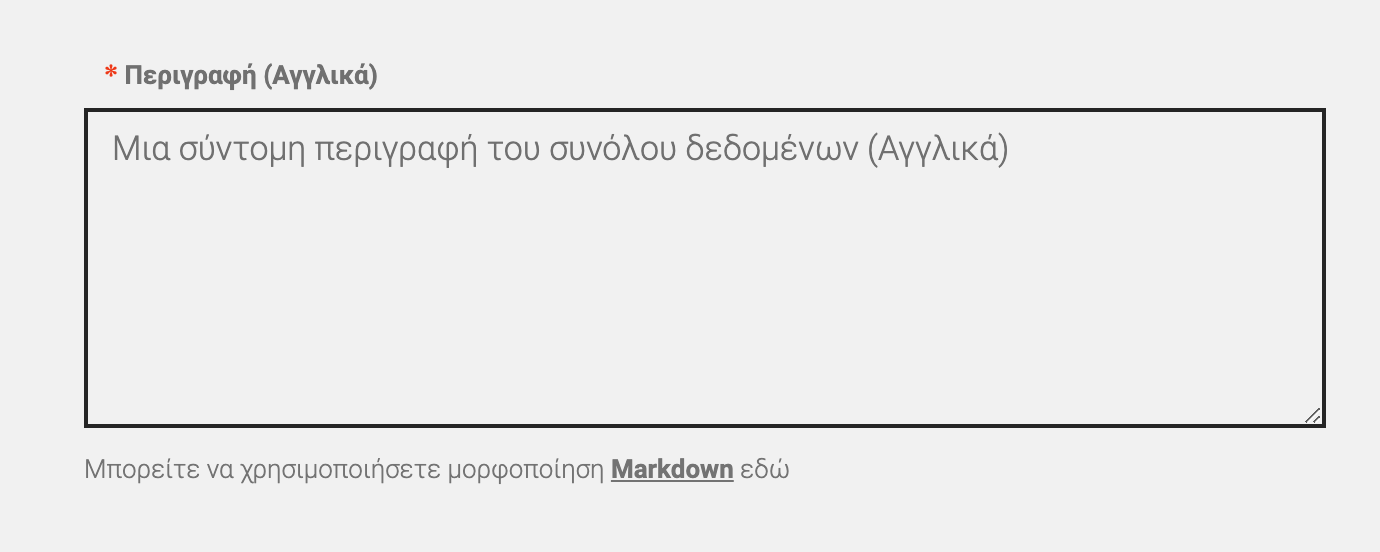 * Περιγραφή (Αγγλικά)
Μια σύντομη περιγραφή του συνόλου δεδομένων (Αγγλικά)
Μπορείτε να χρησιμοποιήσετε μορφοποίηση Markdown εδώ